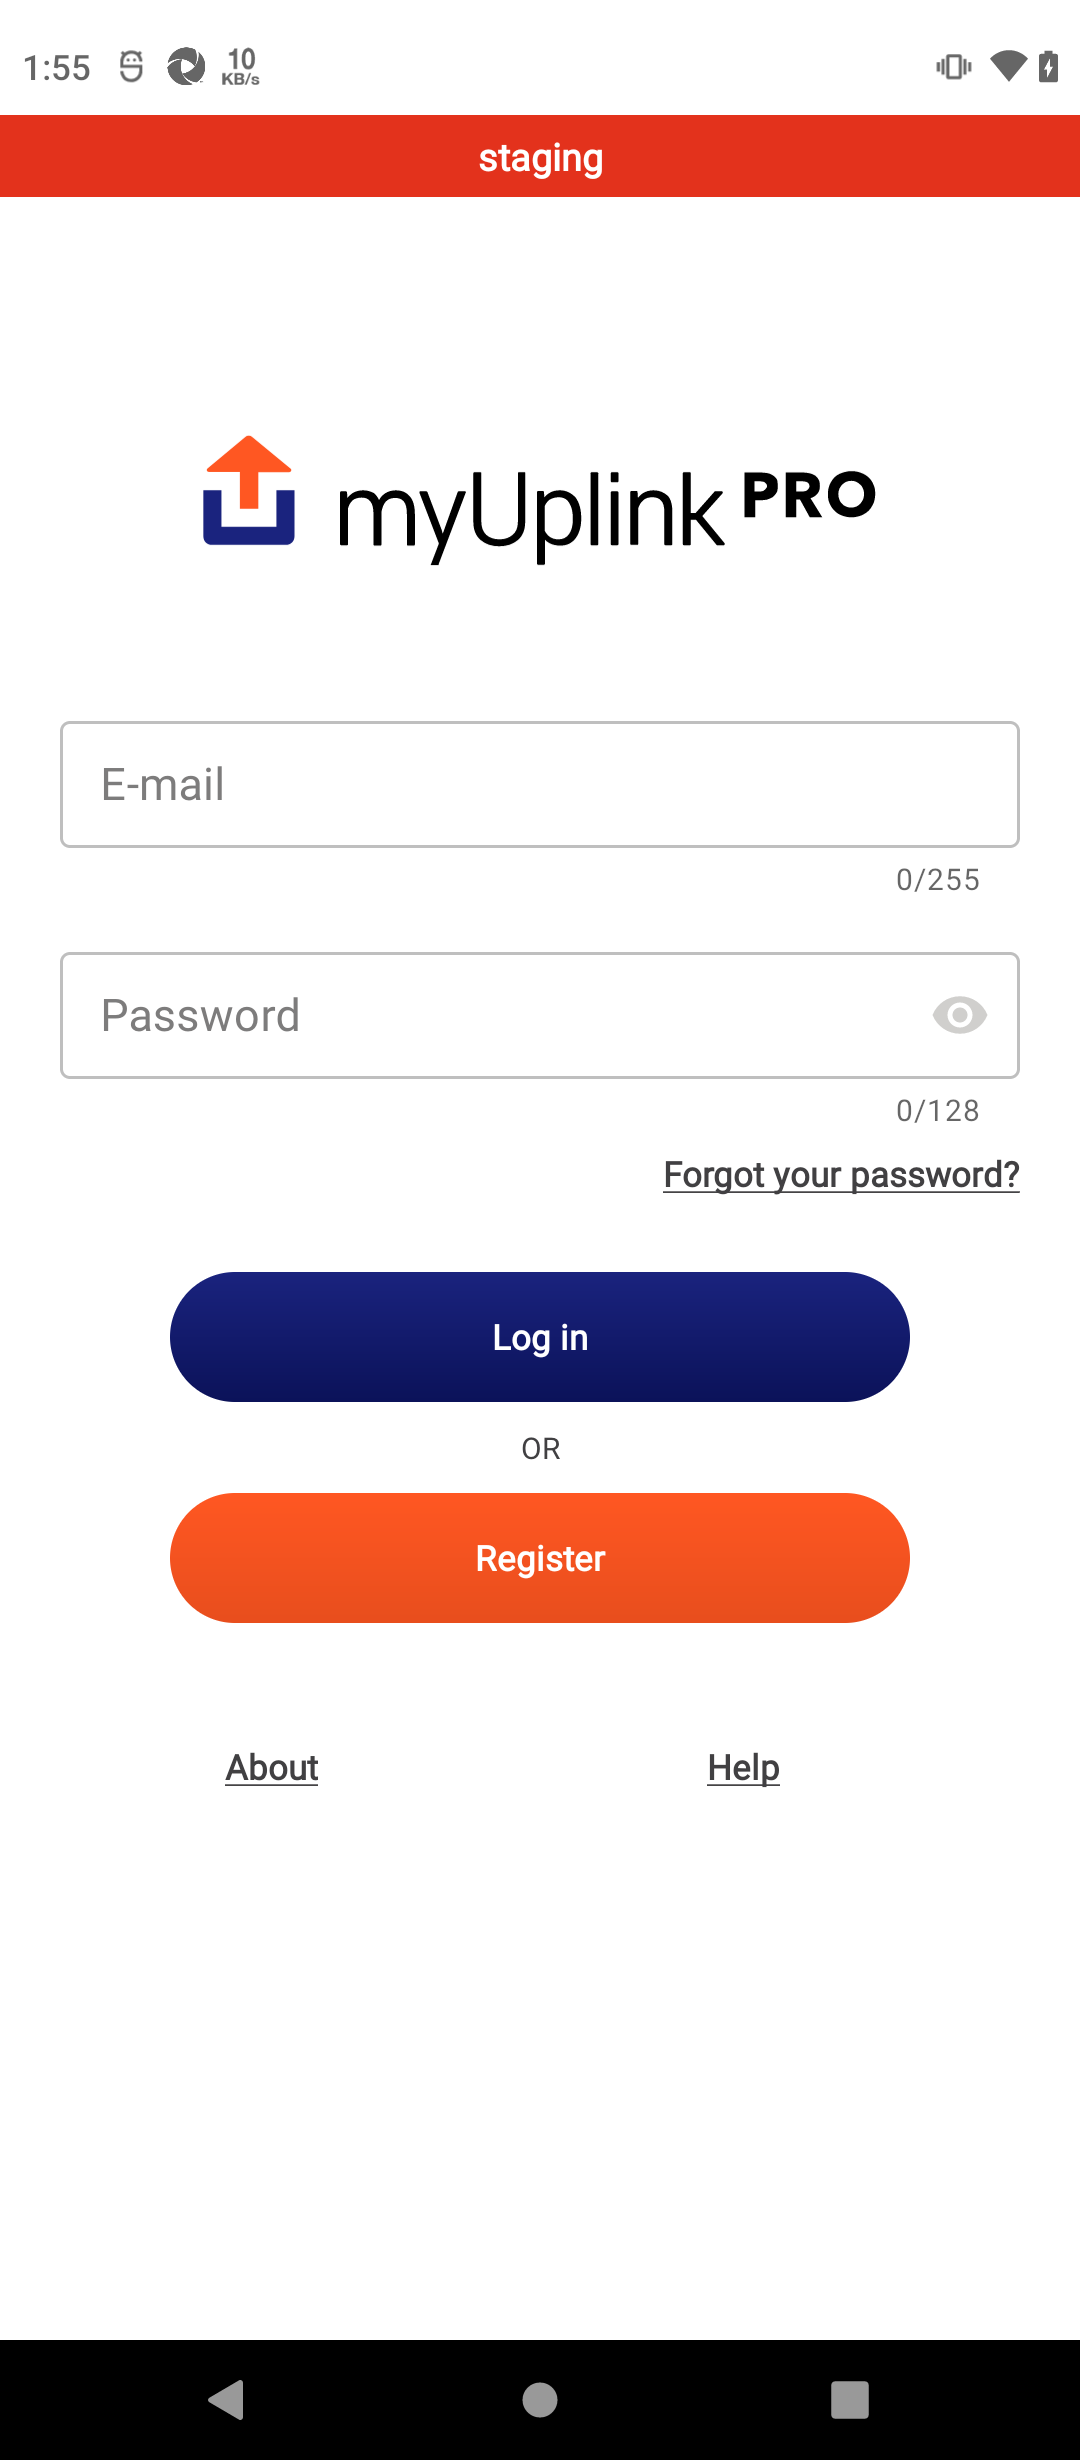 1:55 10 KB/s
staging
myUplink PRO
E-mail
0/255
Password
0/128
Forgot your password?
Log in
OR
Register
About Help